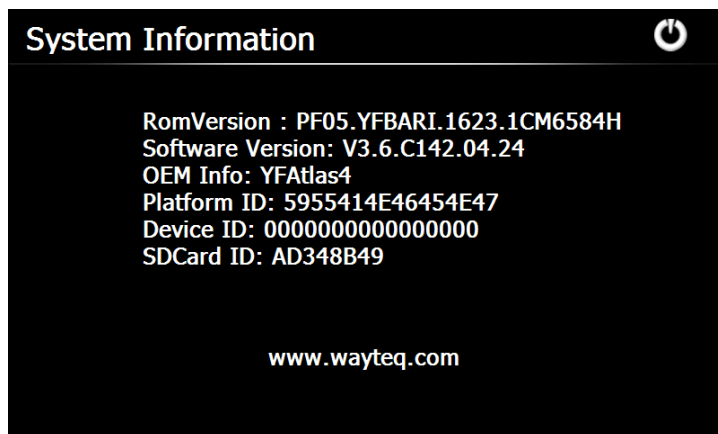 System Information
RomVersion : PF05.YFBARI.1623.1CM6584H
Software Version: V3.6.C142.04.24
OEM Info: YFAtlas4
Platform ID: 5955414E46454E47
Device ID: 0000000000000000
SDCard ID: AD348B49
www.wayteq.com